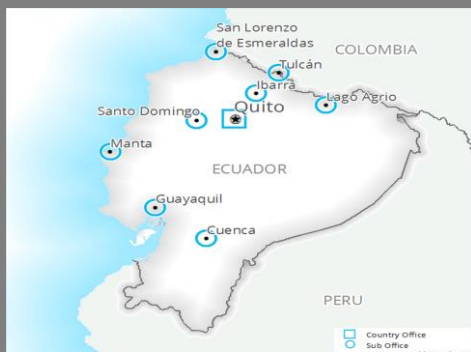 San Lorenzo
de Esmeraldas
COLOMBIA
Tulcán
Ibarra
Lago Agrio
Santo Domingo
Quito
Manta
ECUADOR
Guayaquil
Cuenca
PERU
Country Office
Sub Office